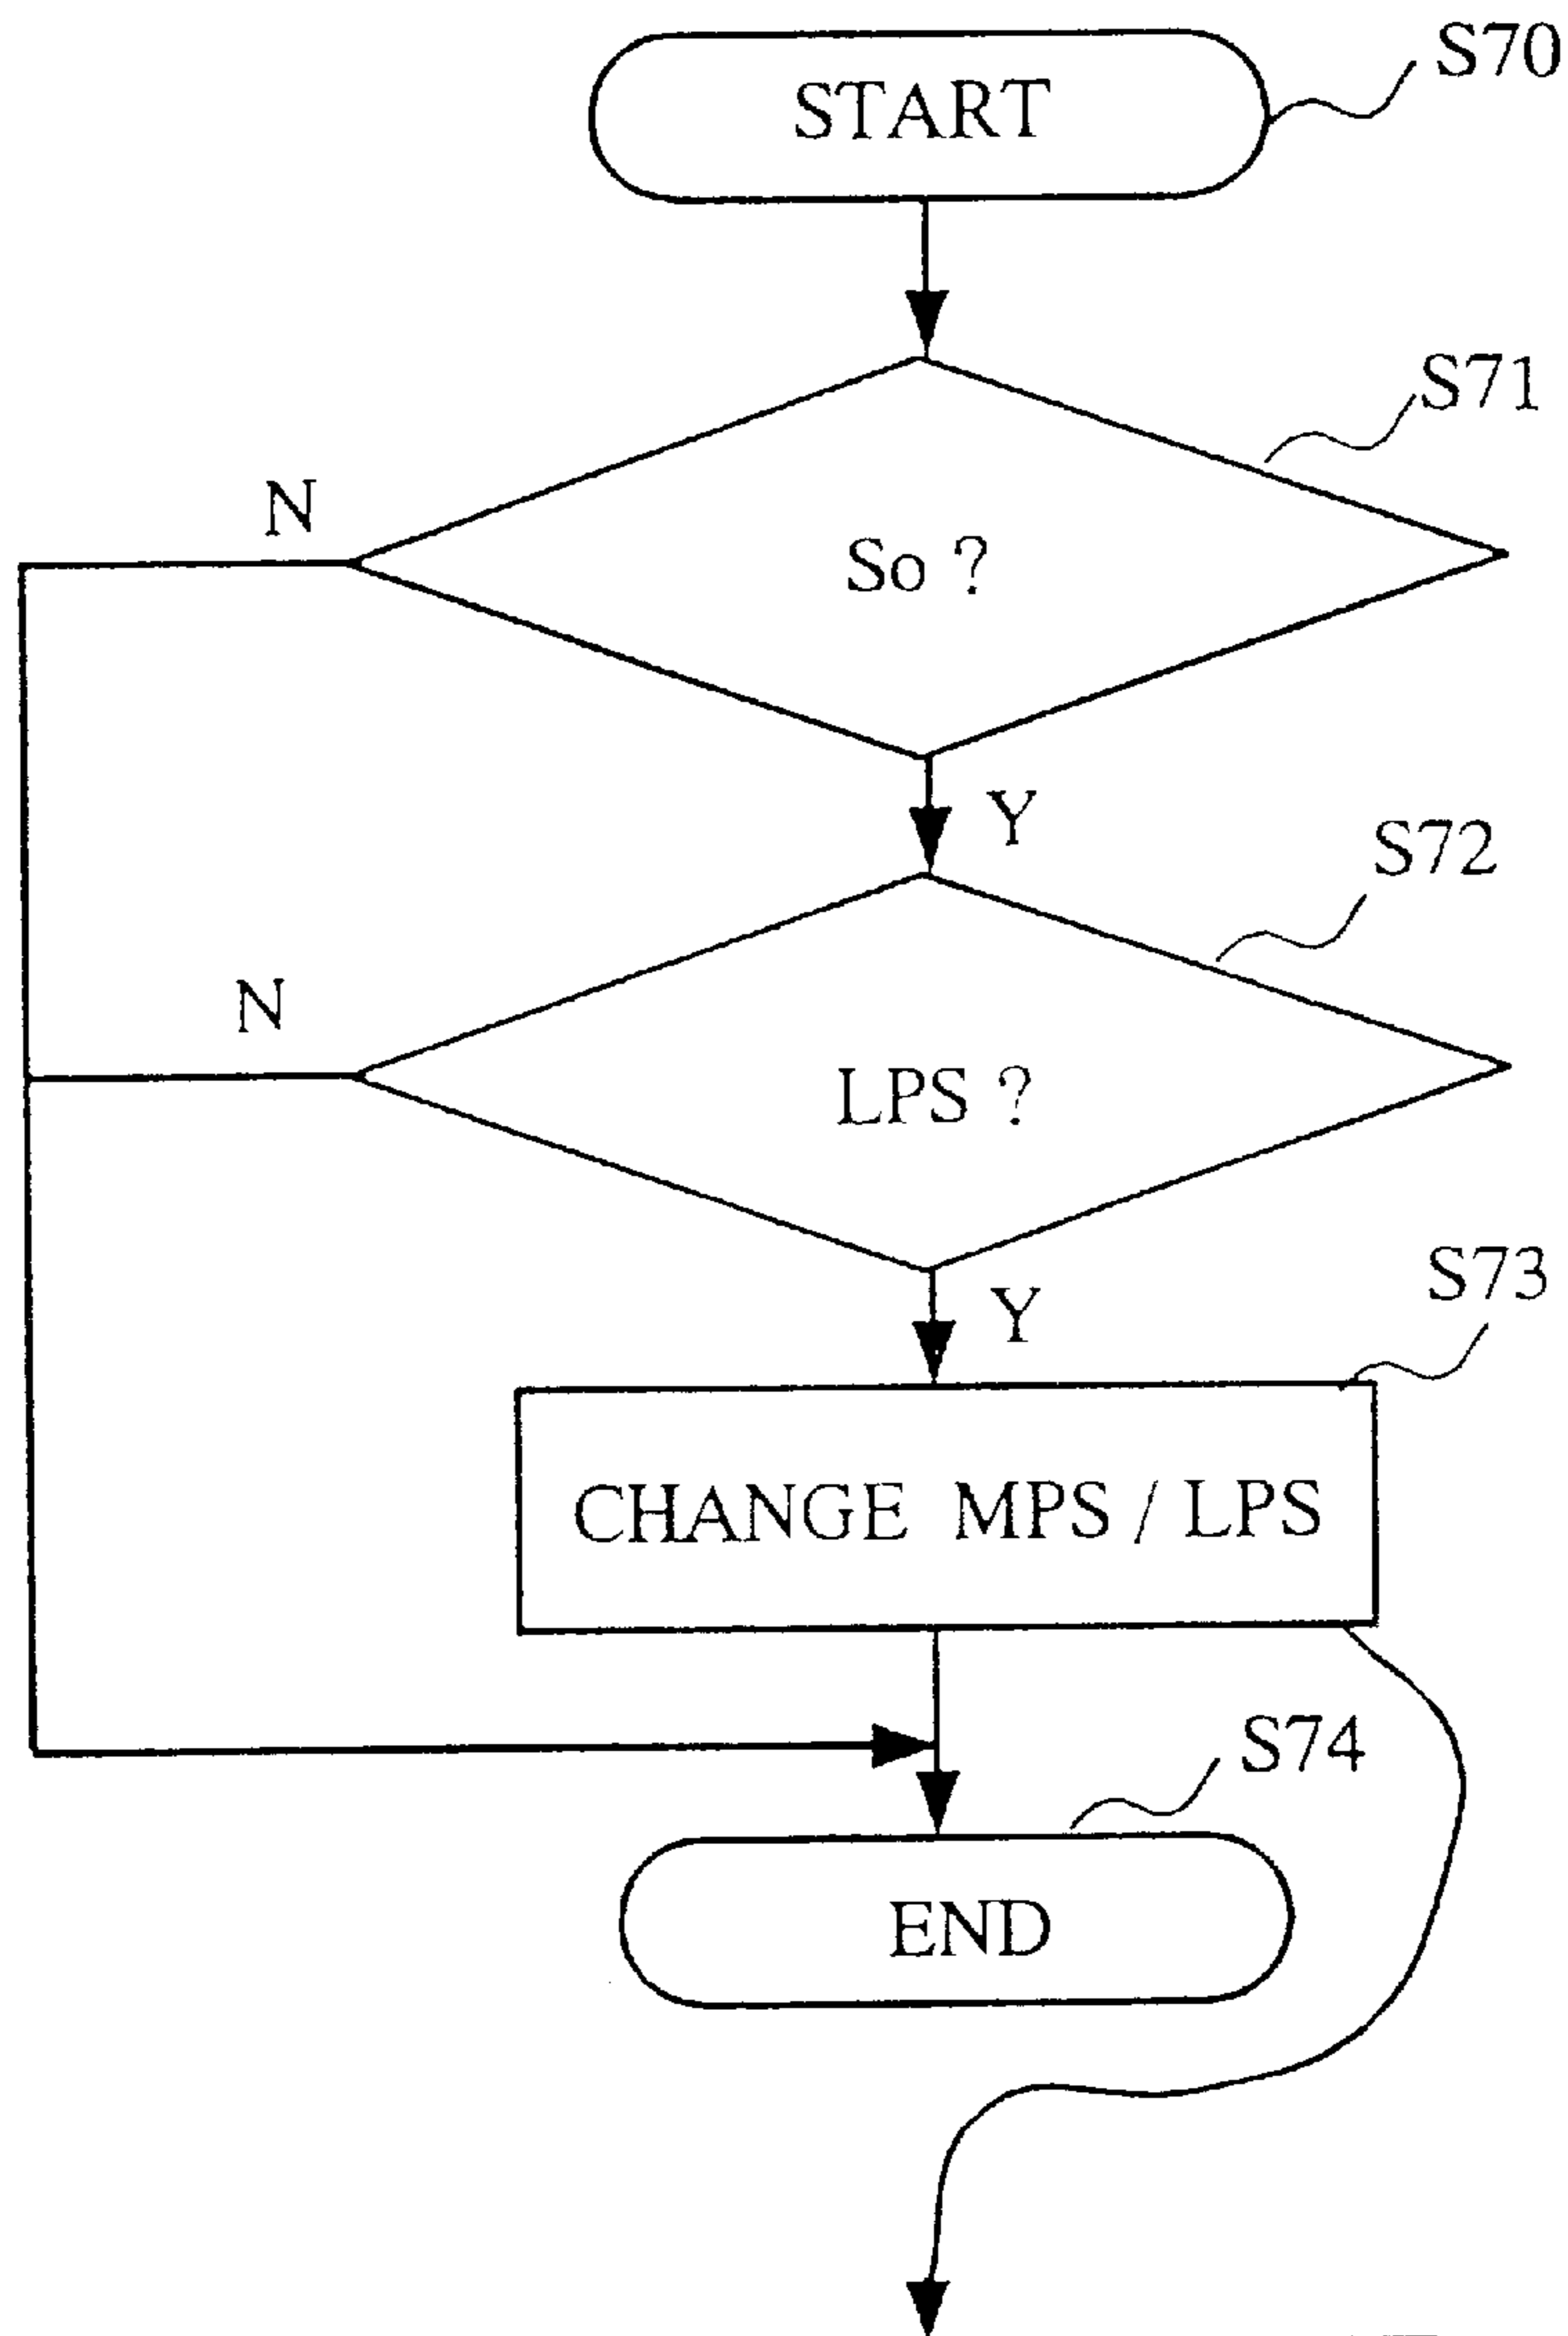 START
S70
S71
N
So ?
Y
S72
N
LPS ?
Y
S73
CHANGE MPS / LPS
S74
END